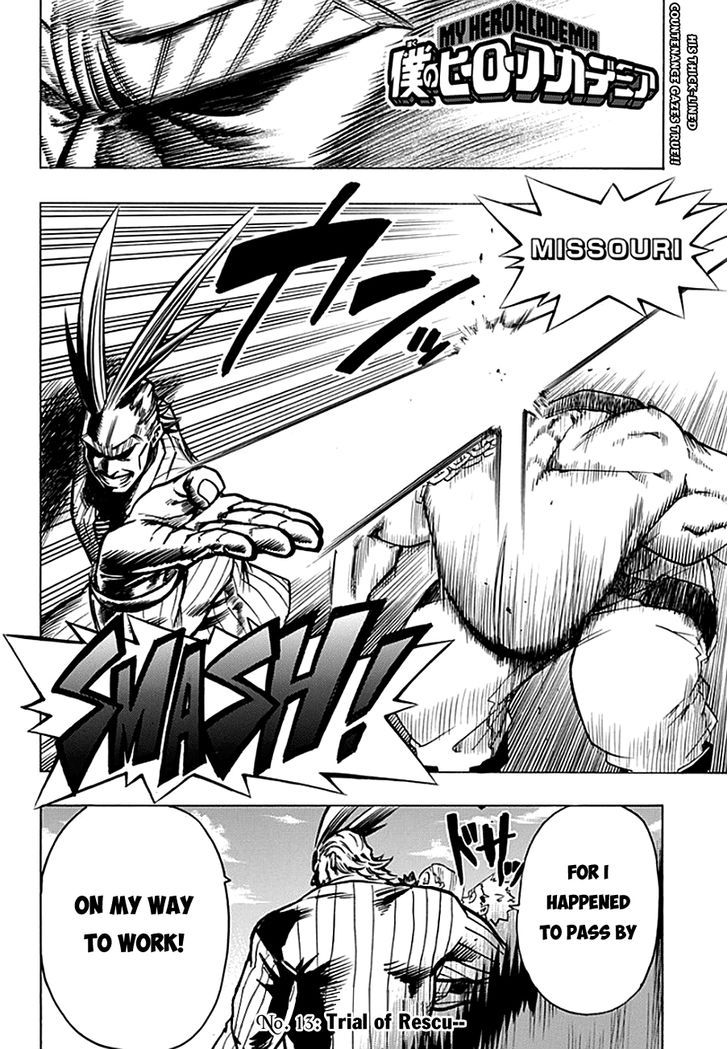 HIS THICK-LINED
COUNTENANCE GAZES TRUE!!
MY HERO ACADEMIA
僕のヒーローアカデミア
MISSOURI
カンッ
SMASH!
ドサッ
FOR I
HAPPENED
TO PASS BY
ON MY WAY
TO WORK!
No. 13: Trial of Rescu--